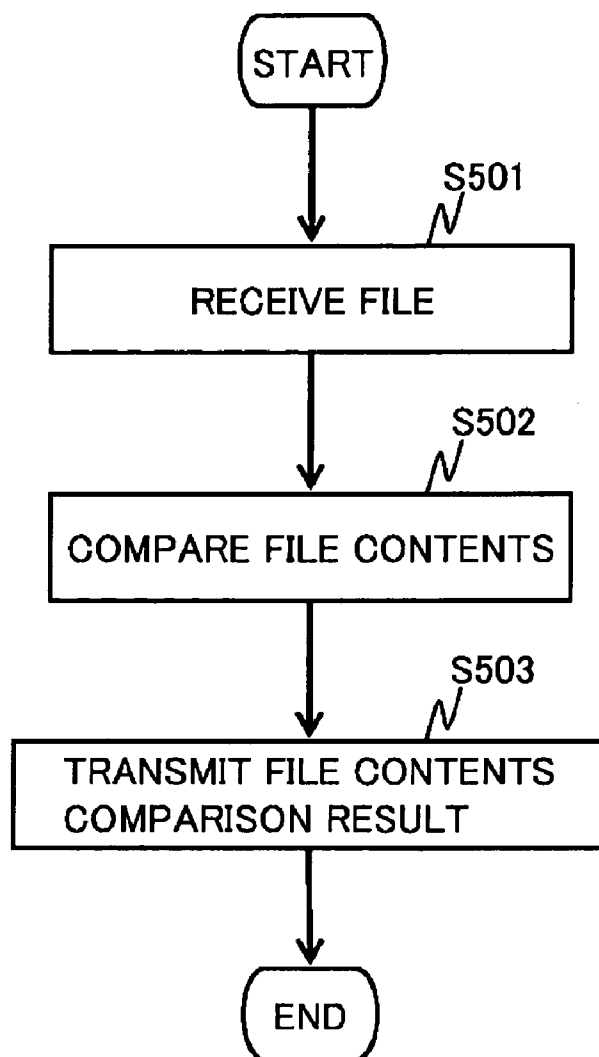 START
S501
RECEIVE FILE
S502
COMPARE FILE CONTENTS
S503
TRANSMIT FILE CONTENTS
COMPARISON RESULT
END